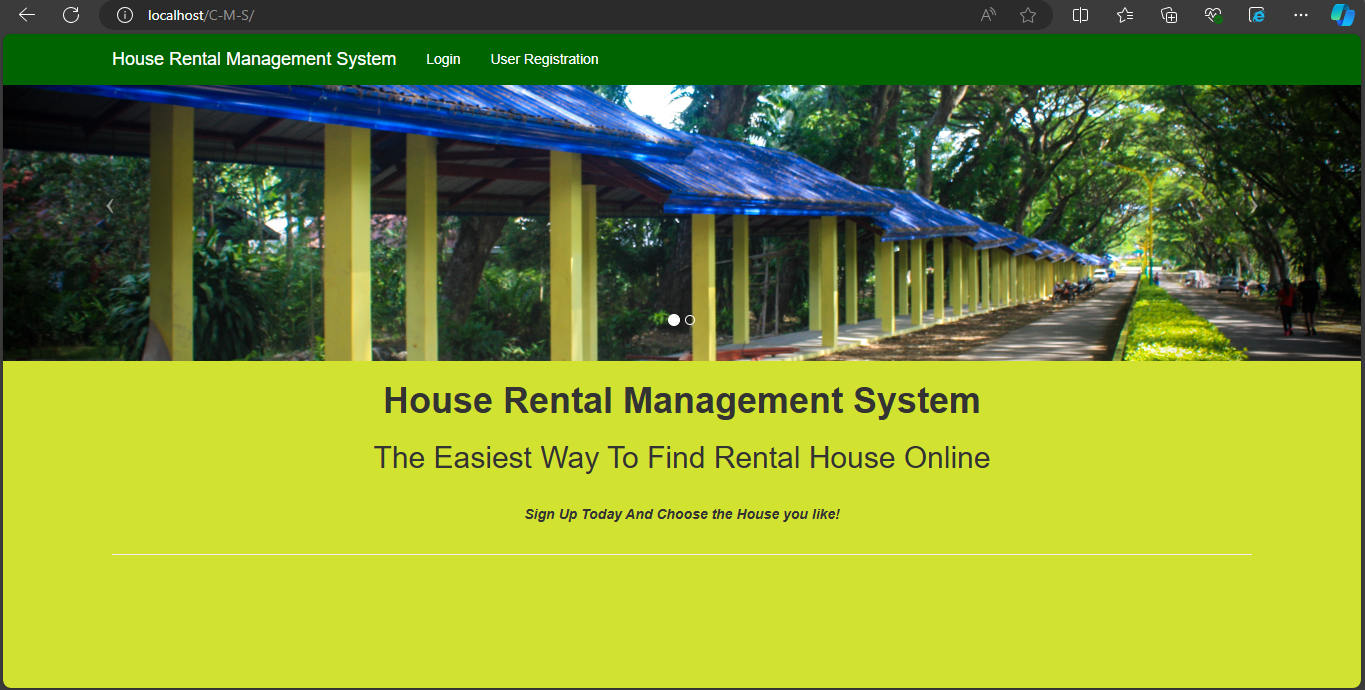 localhost/C-M-S/
House Rental Management System Login User Registration
House Rental Management System
The Easiest Way To Find Rental House Online
Sign Up Today And Choose the House you like!